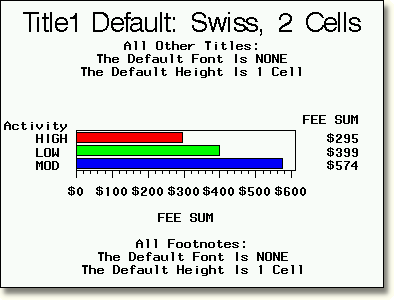 Title1 Default: Swiss, 2 Cells
All Other Titles:
The Default Font Is NONE
The Default Height Is 1 Cell
Activity FEE SUM
HIGH $295
LOW $399
MOD $574
$0 $100 $200 $300 $400 $500 $600
FEE SUM
All Footnotes:
The Default Font Is NONE
The Default Height Is 1 Cell